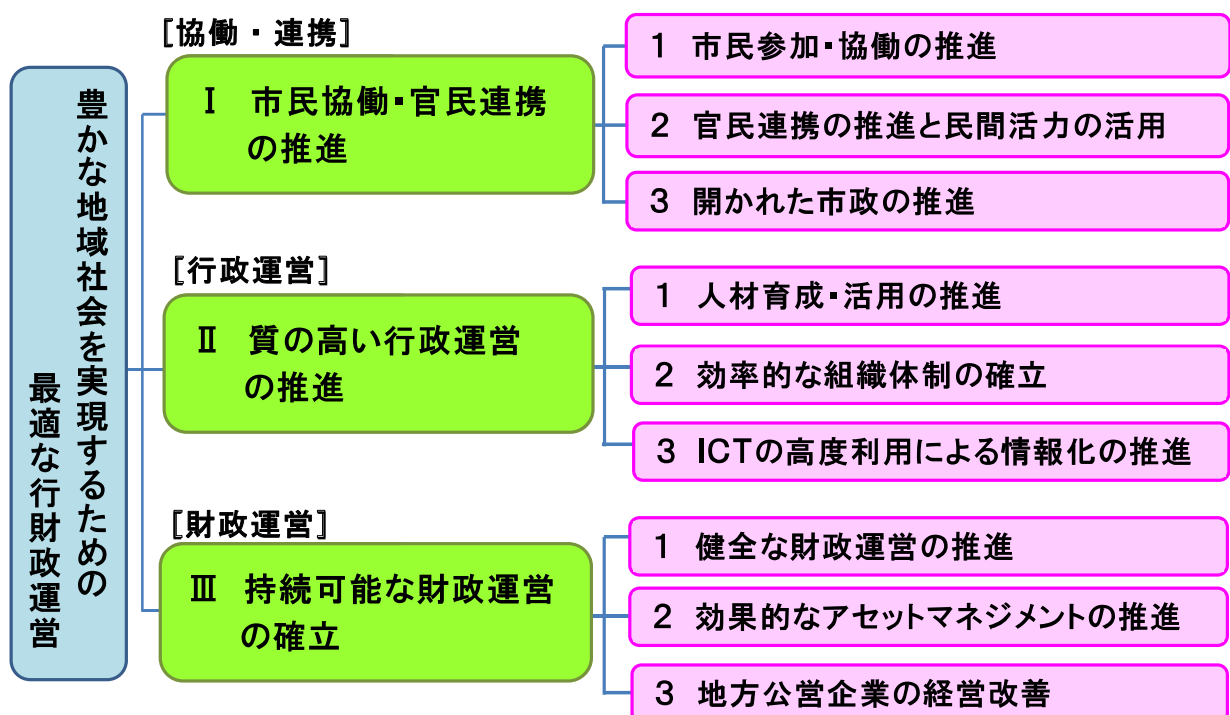 豊かな地域社会を実現するための
最適な行財政運営
[協働・連携]
Ⅰ 市民協働・官民連携
の推進
1 市民参加・協働の推進
2 官民連携の推進と民間活力の活用
3 開かれた市政の推進
[行政運営]
Ⅱ 質の高い行政運営
の推進
1 人材育成・活用の推進
2 効率的な組織体制の確立
3 ICTの高度利用による情報化の推進
[財政運営]
Ⅲ 持続可能な財政運営
の確立
1 健全な財政運営の推進
2 効果的なアセットマネジメントの推進
3 地方公営企業の経営改善